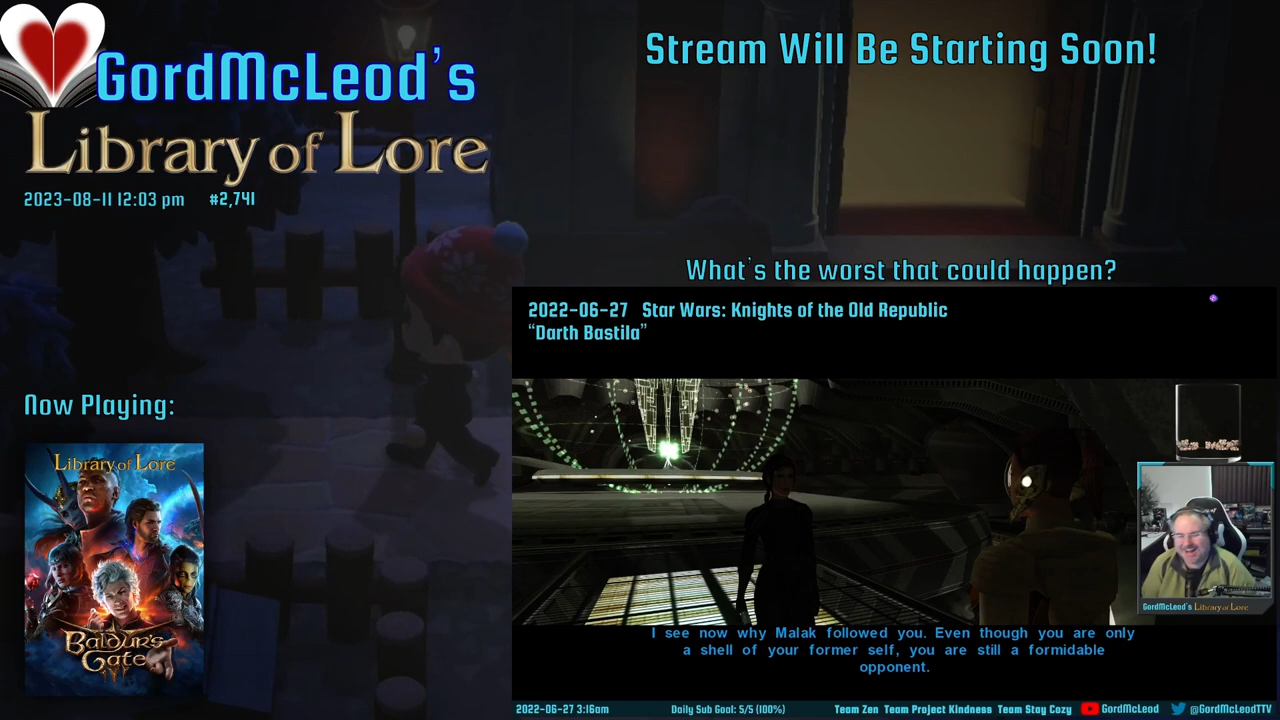 GordMcLeod's
Library of Lore
2023-08-11 12:03 pm #2,741
Stream Will Be Starting Soon!
What's the worst that could happen?
2022-06-27 Star Wars: Knights of the Old Republic
“Darth Bastila”
Now Playing:
Library of Lore
Baldur's
Gate
III
GordMcLeod's Library of Lore
I see now why Malak followed you. Even though you are only
a shell of your former self, you are still a formidable
opponent.
2022-06-27 3:16am Daily Sub Goal: 5/5 (100%) Team Zen Team Project Kindness Team Stay Cozy GordMcLeod @GordMcLeodTTV